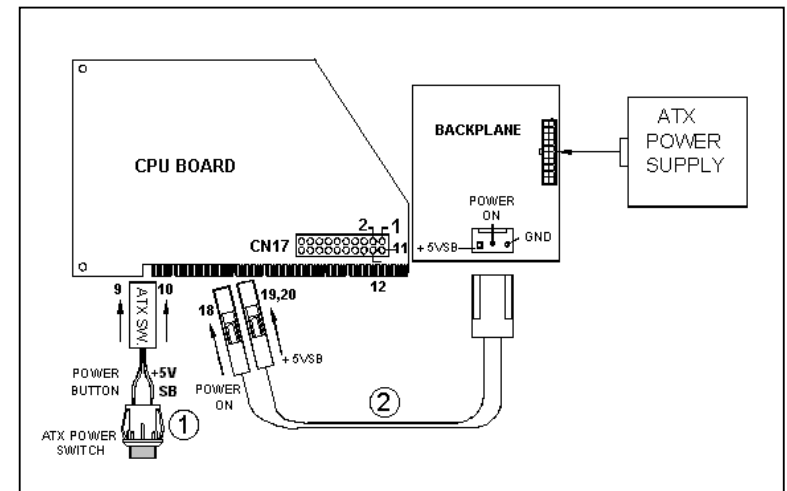 CPU BOARD
CN17
2
1
11
12
BACKPLANE
POWER
ON
+5VSB
GND
ATX
POWER
SUPPLY
9
ATX SW.
10
POWER
BUTTON
+5V
SB
1
ATX POWER
SWITCH
18
19,20
POWER
ON
+5VSB
2